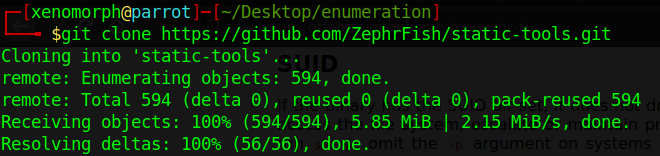 ┌─[xenomorph@parrot]─[~/Desktop/enumeration]
└──╼ $git clone https://github.com/ZephrFish/static-tools.git
Cloning into 'static-tools'...
SUID
remote: Enumerating objects: 594, done.
remote: Total 594 (delta 0), reused 0 (delta 0), pack-reused 594
Receiving objects: 100% (594/594), 5.85 MiB | 2.15 MiB/s, done.
omit the -p argument on systems
Resolving deltas: 100% (56/56), done.